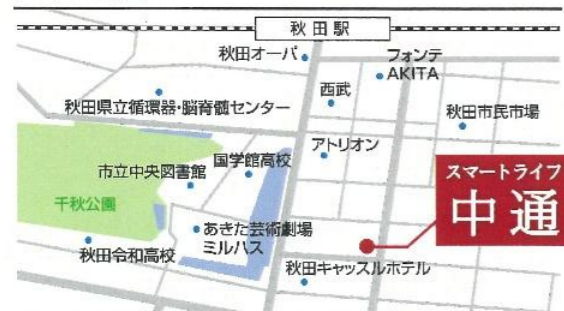 秋田駅
秋田オーパ
フォンテ
AKITA
西武
秋田県立循環器・脳脊髄センター
秋田市民市場
アトリオン
国学館高校
市立中央図書館
スマートライフ
中通
千秋公園
あきた芸術劇場
ミルハス
秋田令和高校
秋田キャッスルホテル